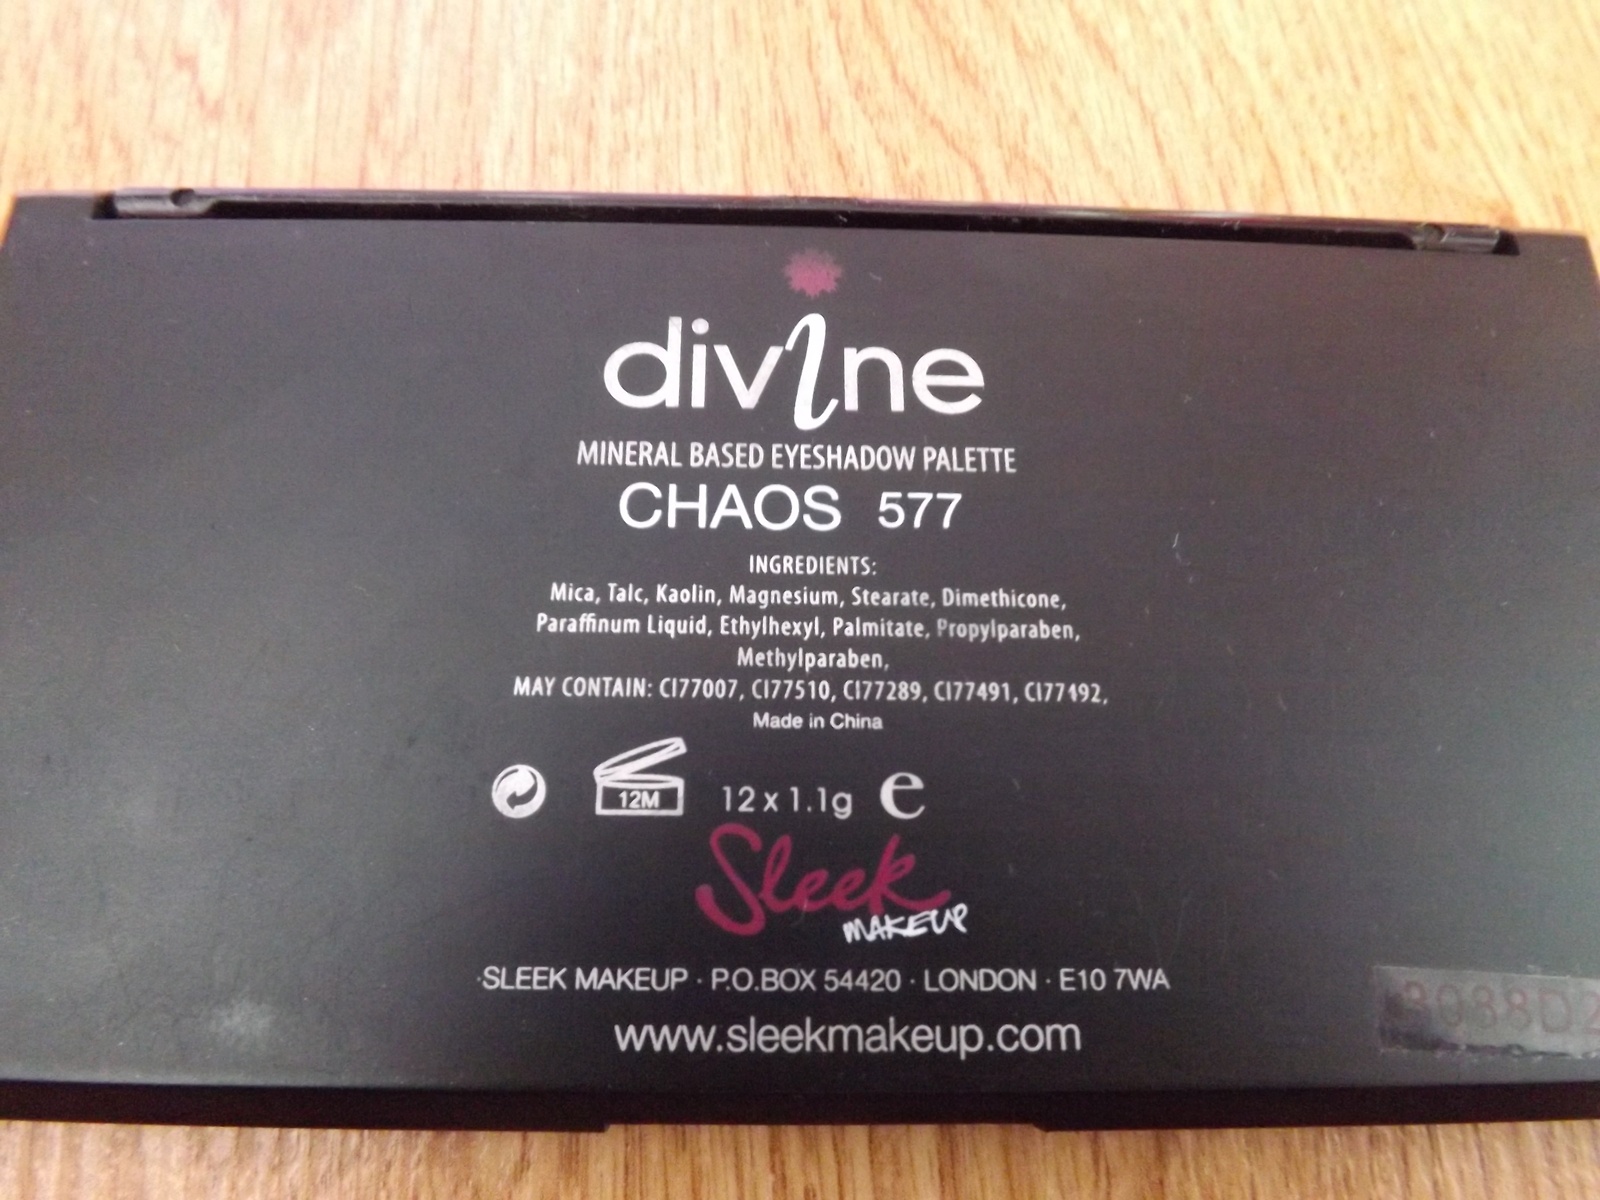 divine
MINERAL BASED EYESHADOW PALETTE
CHAOS 577
INGREDIENTS:
Mica, Talc, Kaolin, Magnesium, Stearate, Dimethicone,
Paraffinum Liquid, Ethylhexyl, Palmitate, Propylparaben,
Methylparaben,
MAY CONTAIN: CI77007, CI77510, CI77289, CI77491, CI77492,
Made in China
12M 12 x 1.1g e
Sleek
MAKEUP
·SLEEK MAKEUP · P.O.BOX 54420 · LONDON · E10 7WA
www.sleekmakeup.com